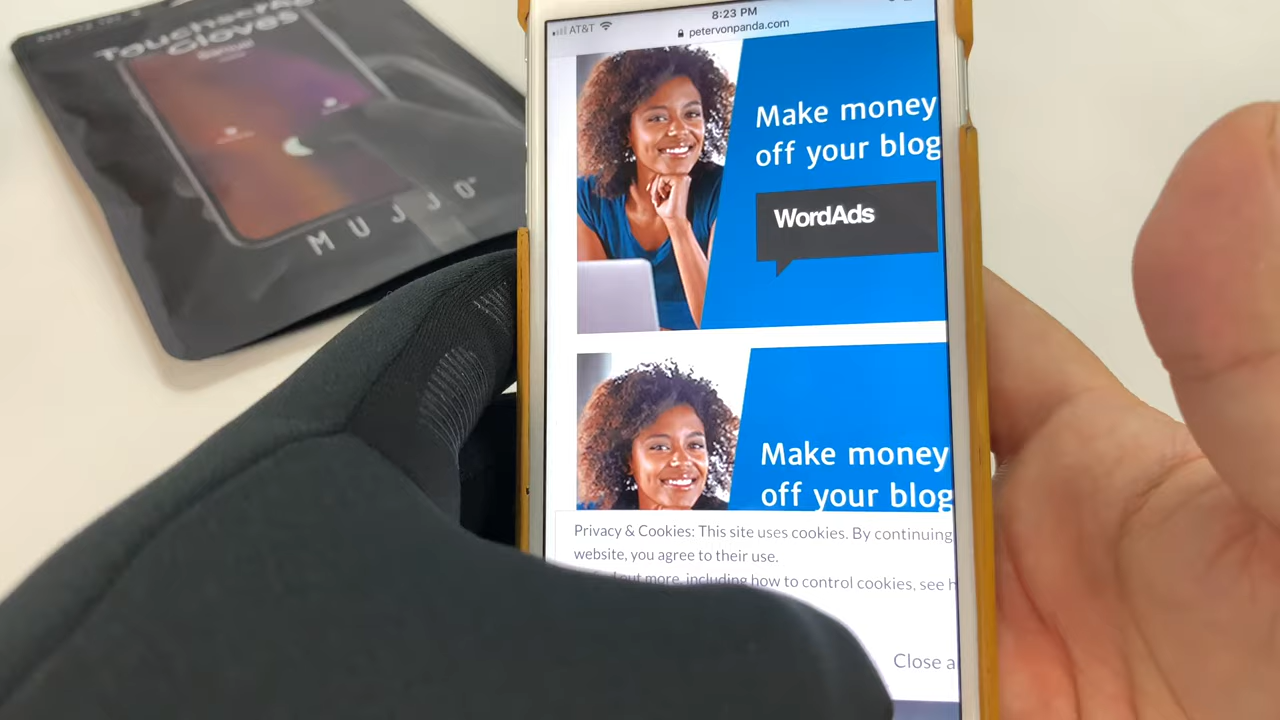 Touchscreen
Gloves
MUJJO
AT&T
8:23 PM
petervonpanda.com
Make money
off your blog
WordAds
Make money
off your blog
Privacy & Cookies: This site uses cookies. By continuing
website, you agree to their use.
out more, including how to control cookies, see h
Close a